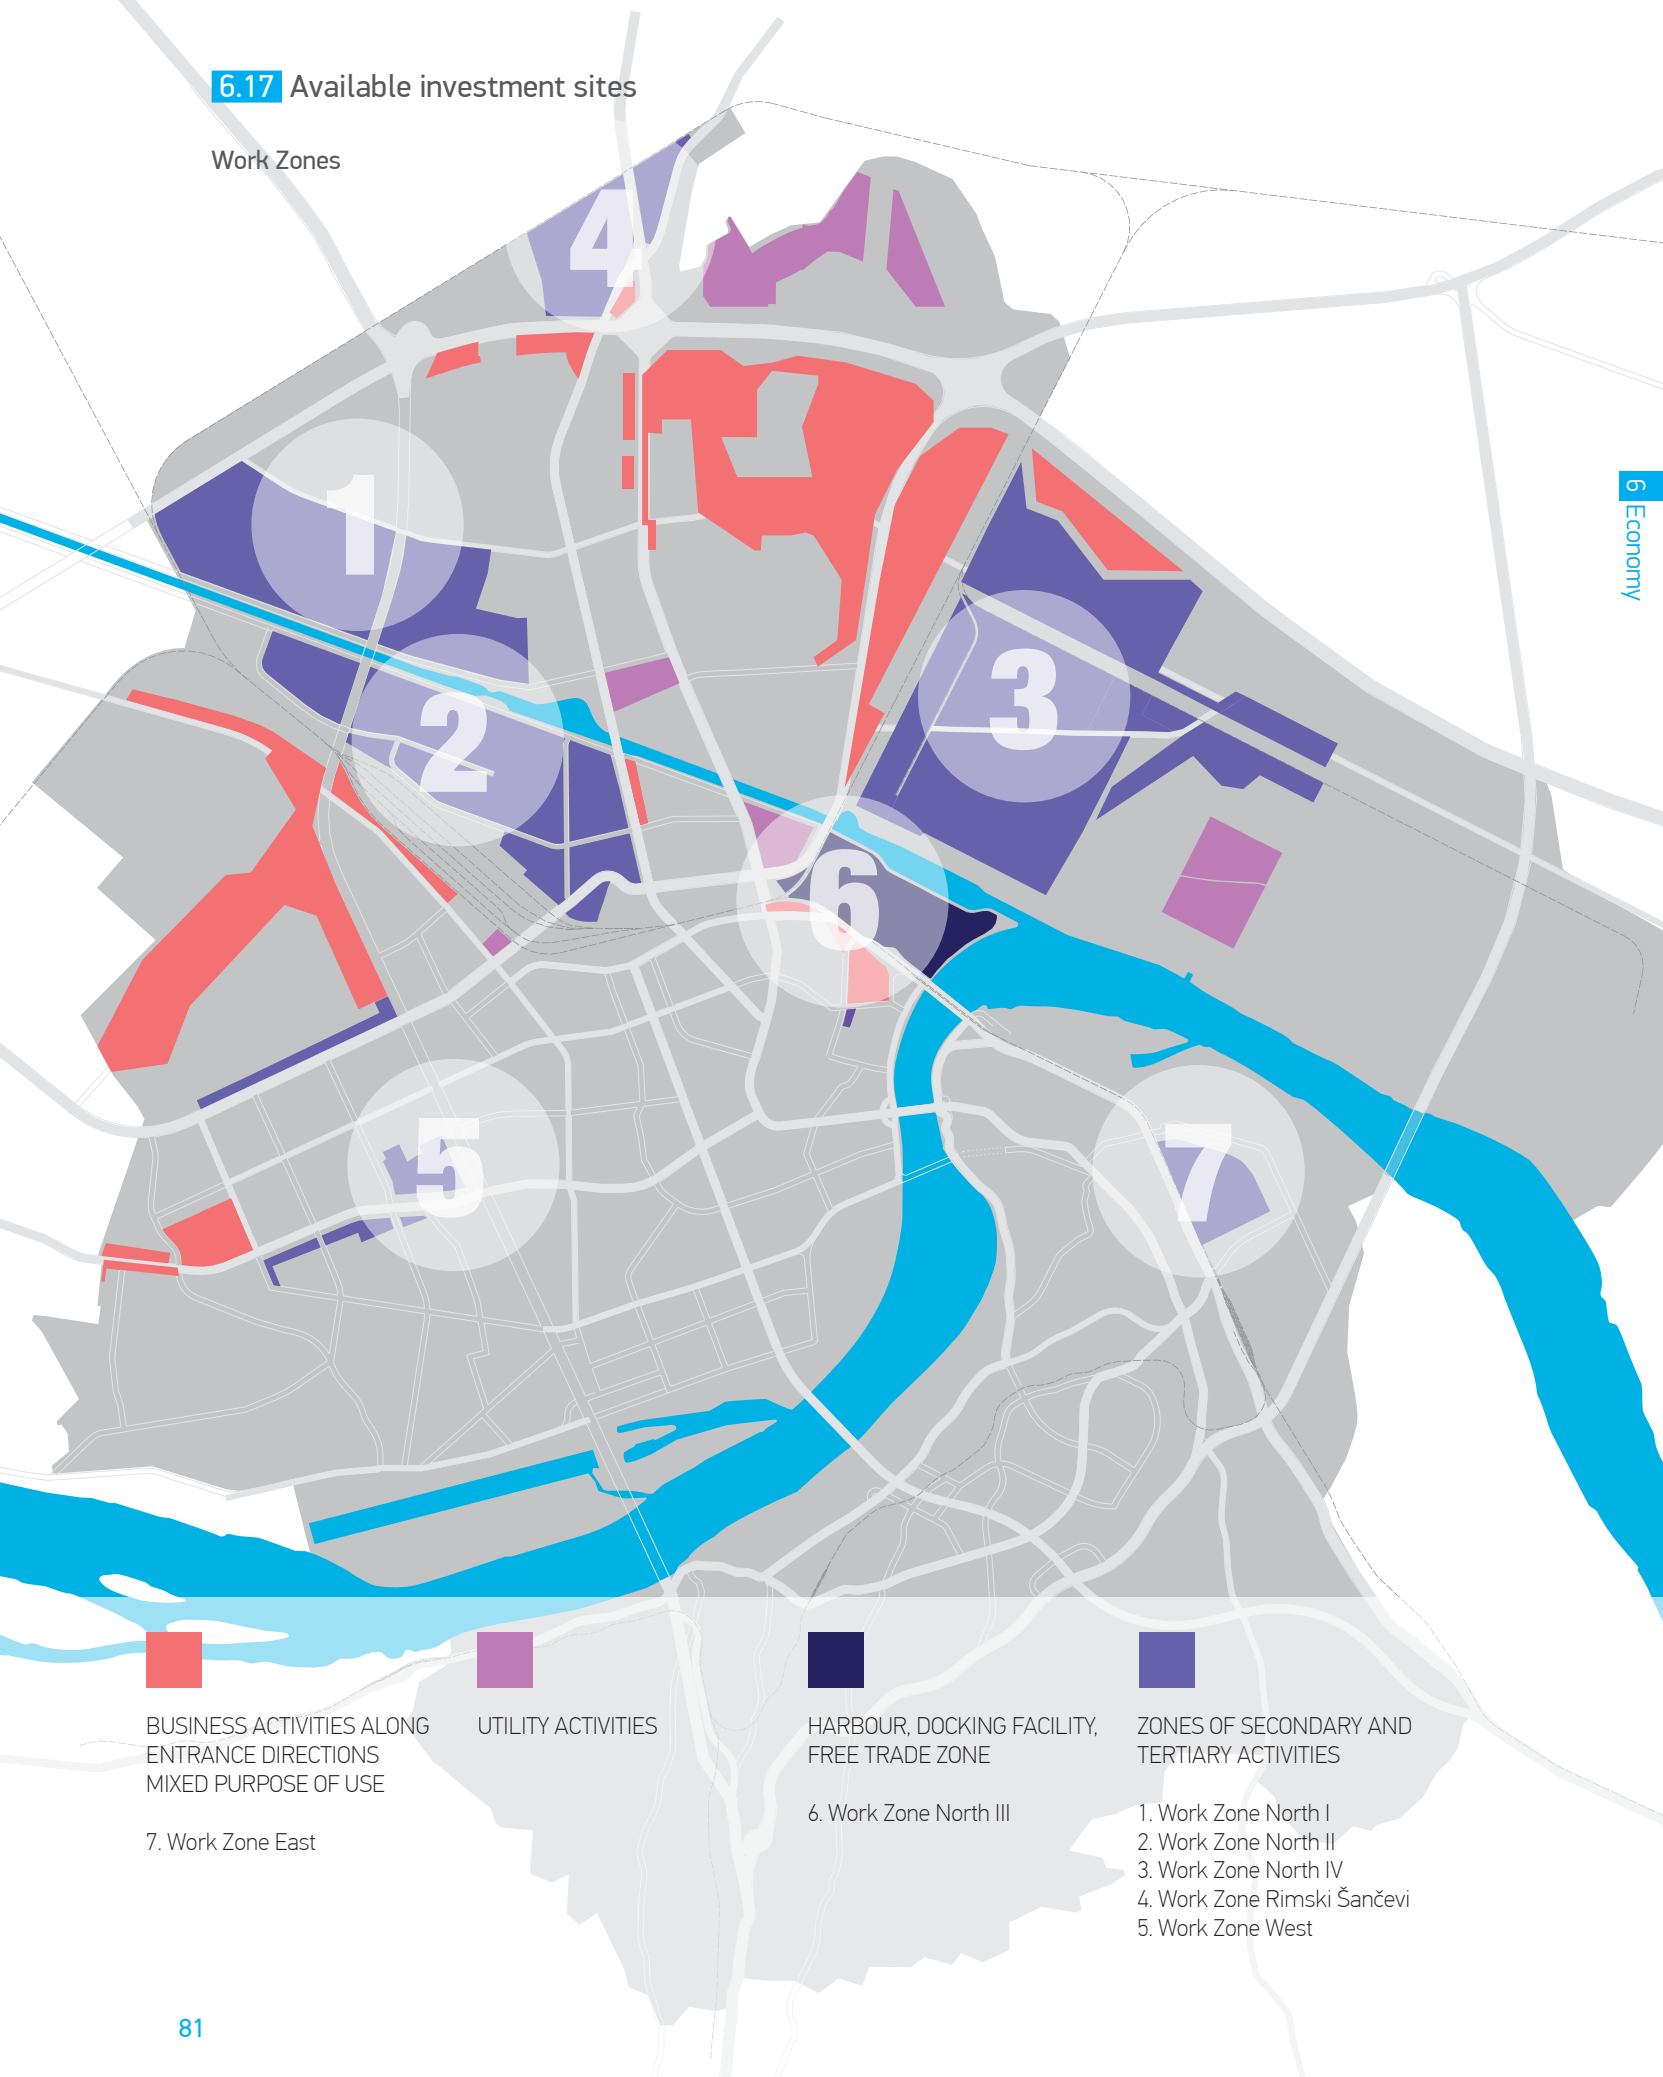 6.17 Available investment sites
Work Zones
4
1
2
3
6
5
7
6 Economy
BUSINESS ACTIVITIES ALONG
ENTRANCE DIRECTIONS
MIXED PURPOSE OF USE
7. Work Zone East
UTILITY ACTIVITIES
HARBOUR, DOCKING FACILITY,
FREE TRADE ZONE
6. Work Zone North III
ZONES OF SECONDARY AND
TERTIARY ACTIVITIES
1. Work Zone North I
2. Work Zone North II
3. Work Zone North IV
4. Work Zone Rimski Šančevi
5. Work Zone West
81